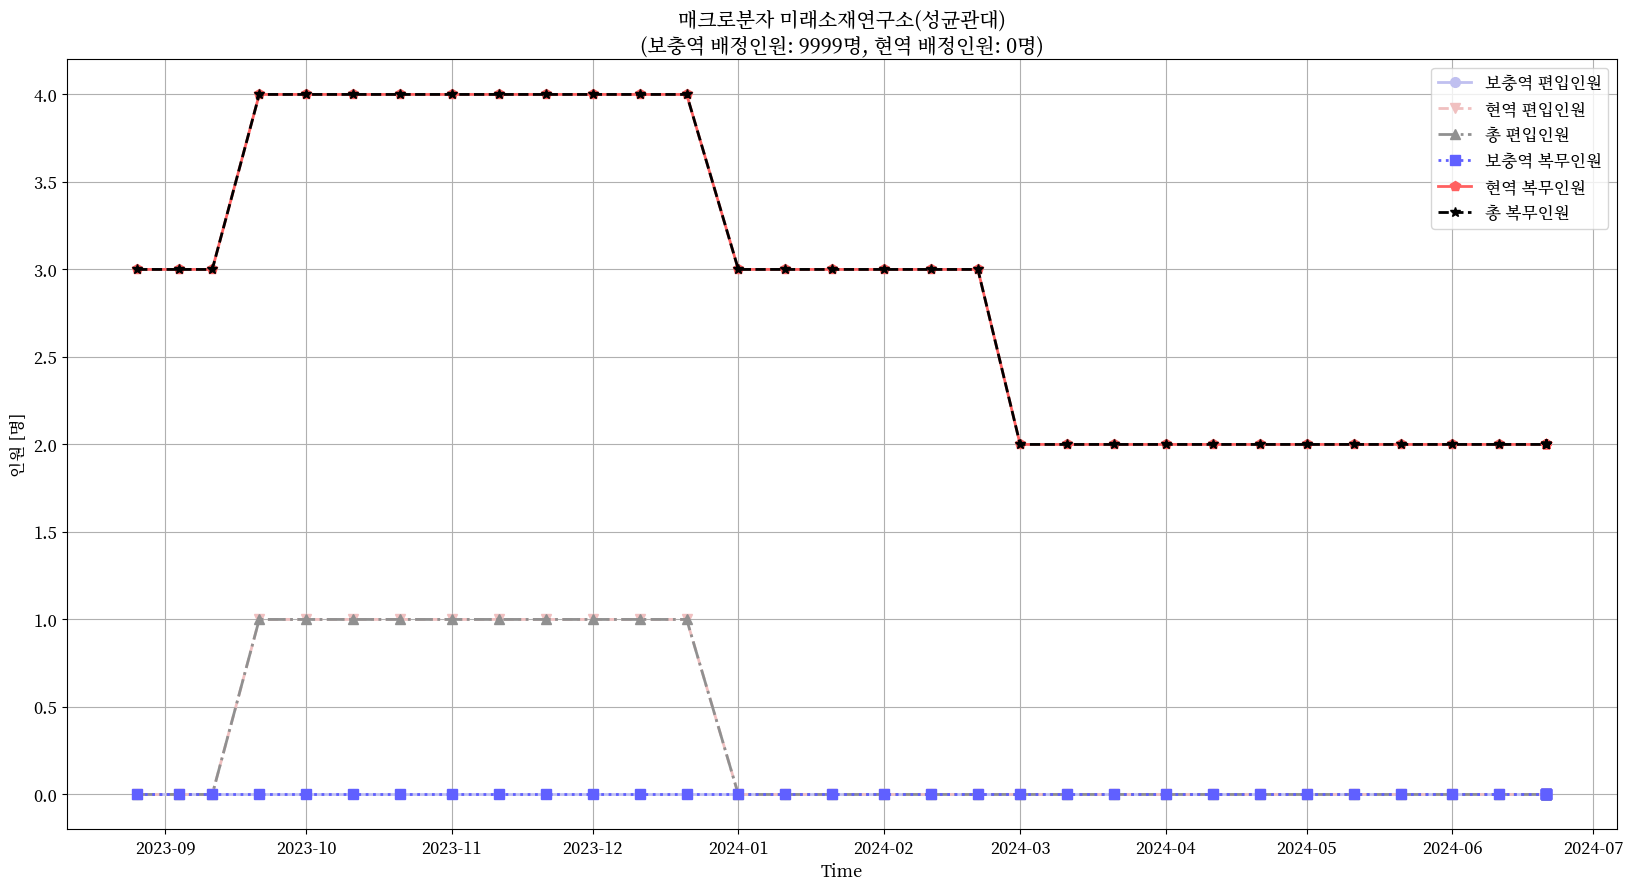 매크로분자 미래소재연구소(성균관대)
(보충역 배정인원: 9999명, 현역 배정인원: 0명)
보충역 편입인원
현역 편입인원
총 편입인원
보충역 복무인원
현역 복무인원
총 복무인원
4.0
3.5
3.0
2.5
2.0
1.5
1.0
0.5
0.0
인원 [명]
2023-09 2023-10 2023-11 2023-12 2024-01 2024-02 2024-03 2024-04 2024-05 2024-06 2024-07
Time